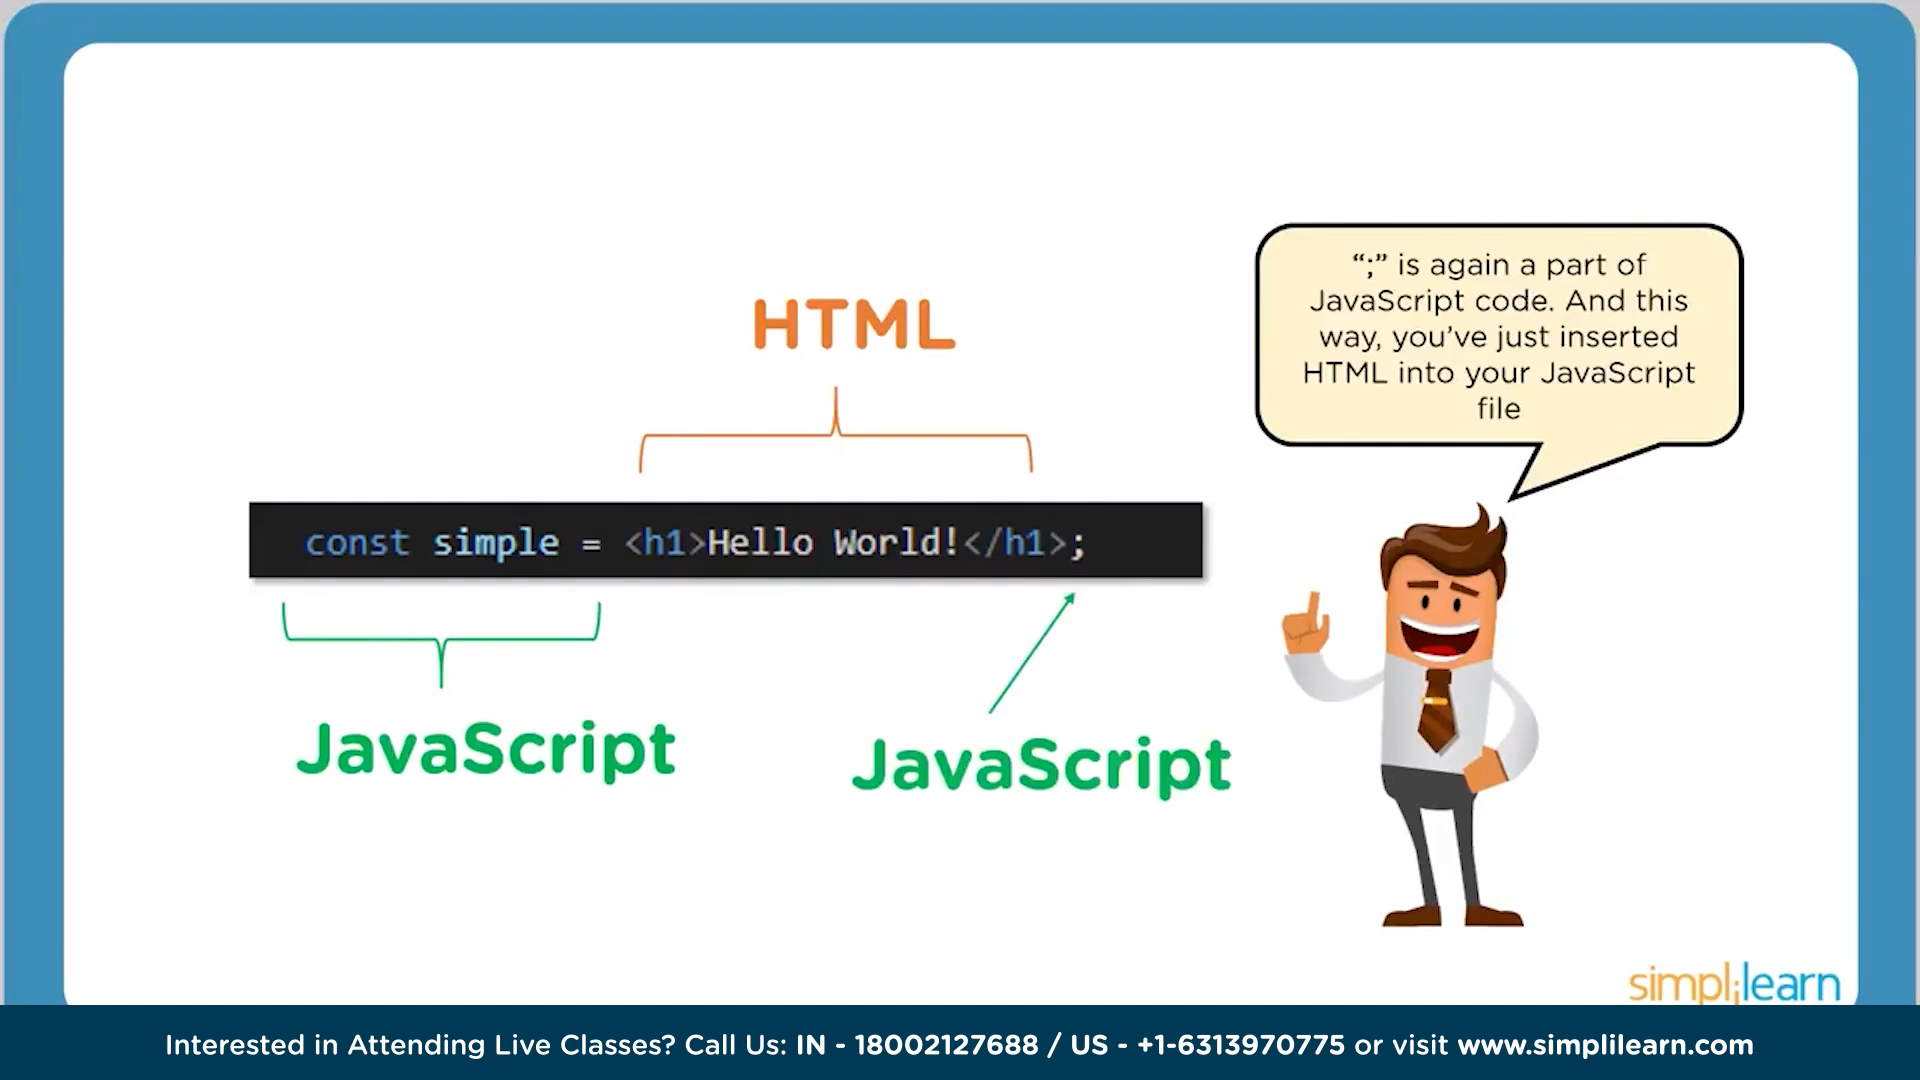 HTML
“;” is again a part of
JavaScript code. And this
way, you’ve just inserted
HTML into your JavaScript
file
const simple = <h1>Hello World!</h1>;
JavaScript
JavaScript
simplilearn
Interested in Attending Live Classes? Call Us: IN - 18002127688 / US - +1-6313970775 or visit www.simplilearn.com